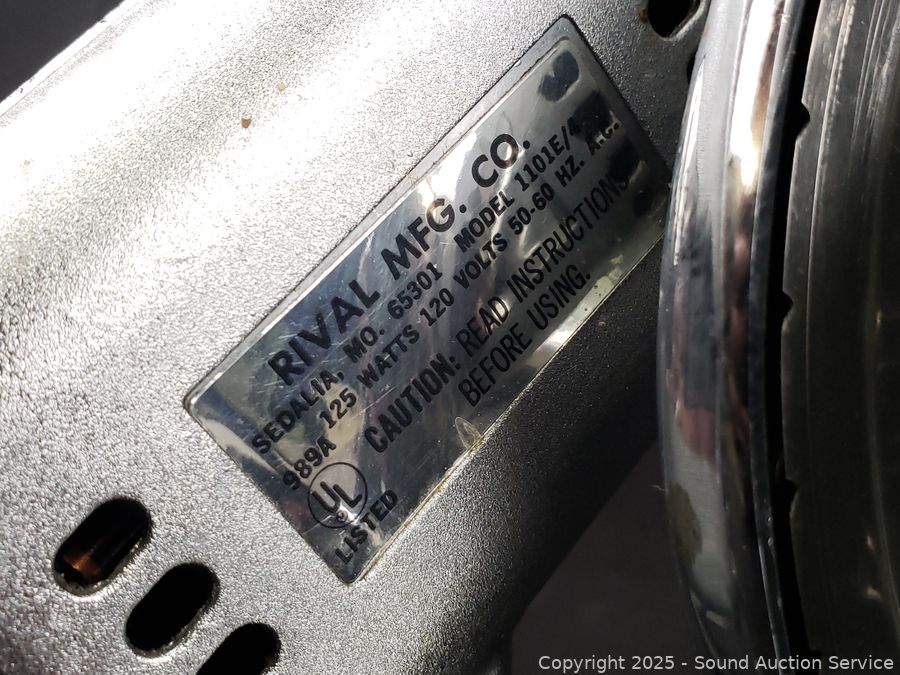 RIVAL MFG. CO.
SEDALIA, MO. 65301 MODEL 1101E/4
989A 125 WATTS 120 VOLTS 50-60 HZ. A.C.
CAUTION: READ INSTRUCTIONS
BEFORE USING.
UL
LISTED
Copyright © 2025 - Sound Auction Service